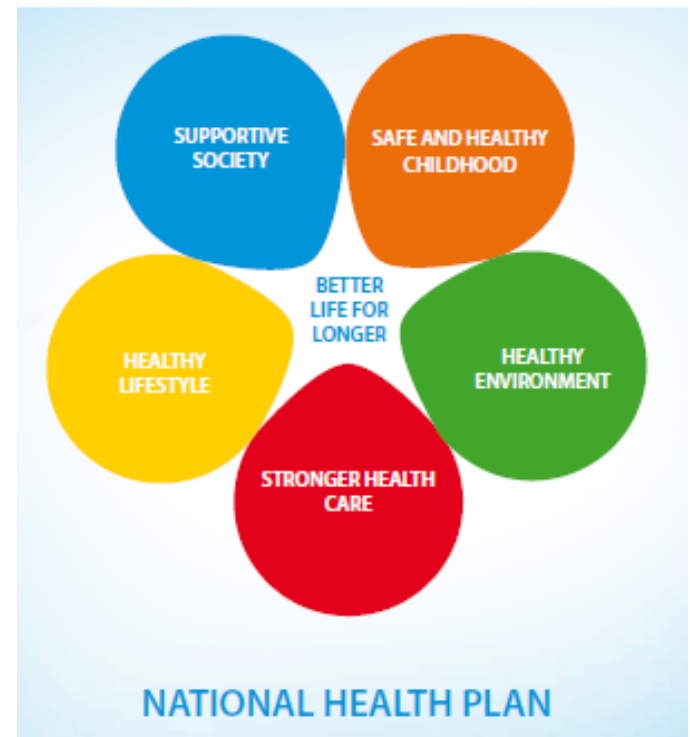 SUPPORTIVE
SOCIETY
SAFE AND HEALTHY
CHILDHOOD
BETTER
LIFE FOR
LONGER
HEALTHY
LIFESTYLE
HEALTHY
ENVIRONMENT
STRONGER HEALTH
CARE
NATIONAL HEALTH PLAN